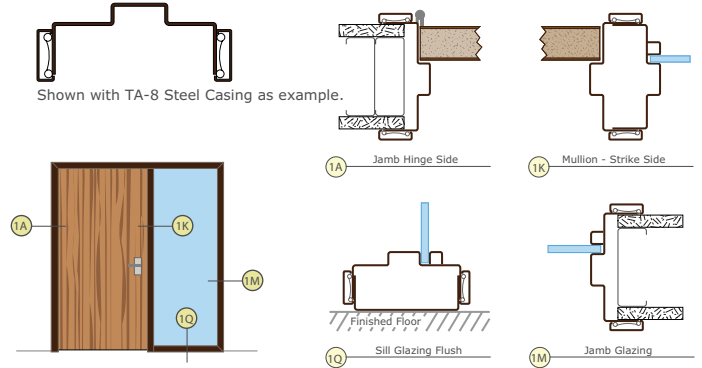 Shown with TA-8 Steel Casing as example.
1A
Jamb Hinge Side
1K
Mullion - Strike Side
1A
1K
1M
1Q
Finished Floor
1Q
Sill Glazing Flush
1M
Jamb Glazing